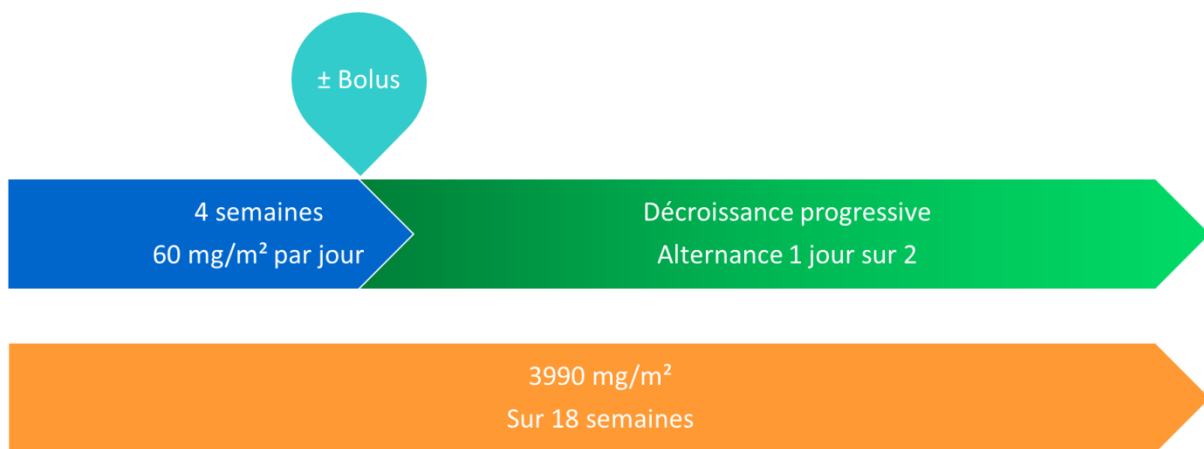 ± Bolus
4 semaines
60 mg/m² par jour
Décroissance progressive
Alternance 1 jour sur 2
3990 mg/m²
Sur 18 semaines